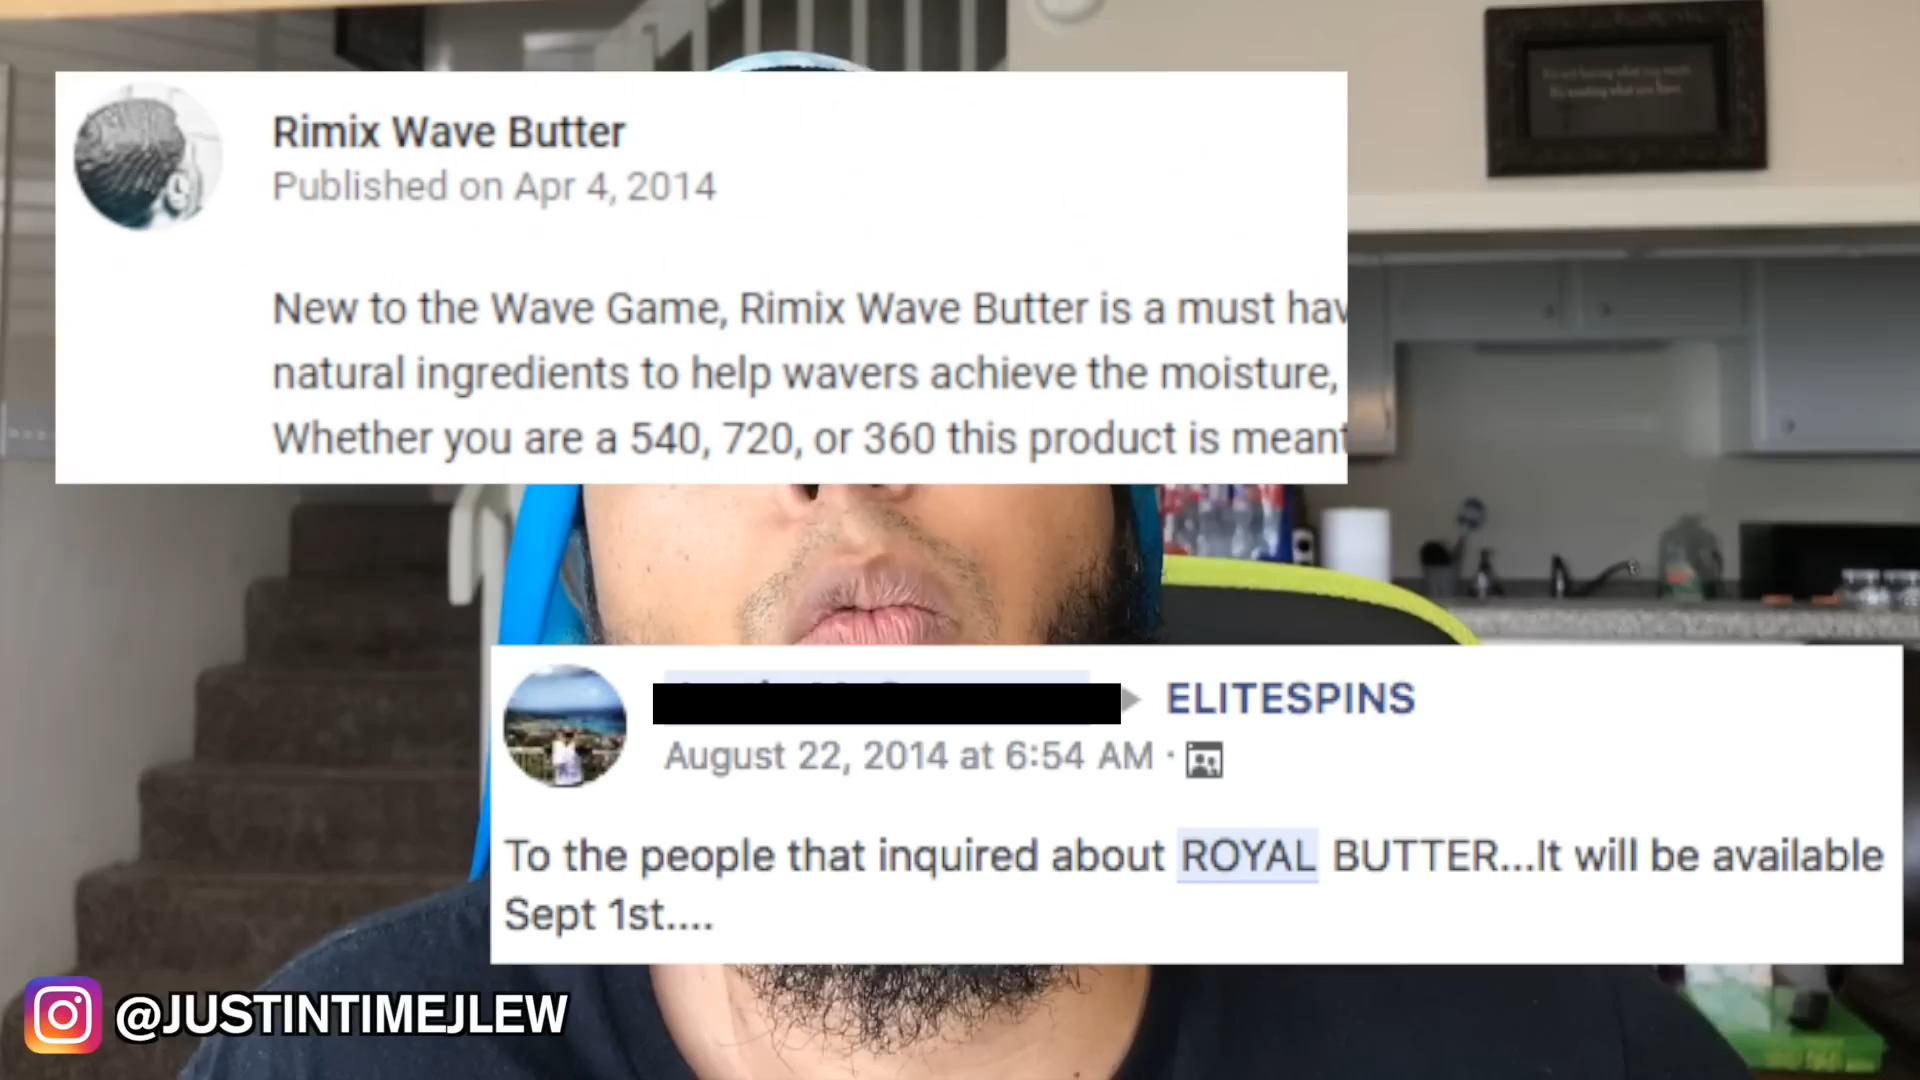 Rimix Wave Butter
Published on Apr 4, 2014
New to the Wave Game, Rimix Wave Butter is a must hav
natural ingredients to help wavers achieve the moisture,
Whether you are a 540, 720, or 360 this product is meant
ELITESPINS
August 22, 2014 at 6:54 AM ·
To the people that inquired about ROYAL BUTTER...It will be available
Sept 1st....
@JUSTINTIMEJLEW